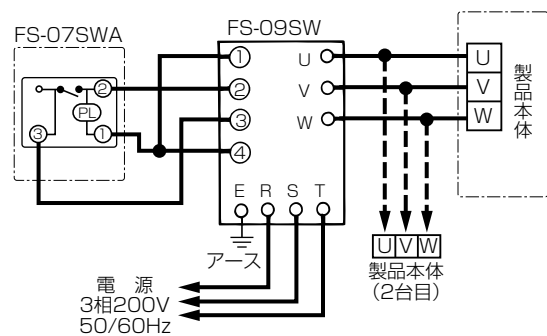 FS-07SWA
FS-09SW
②
PL
③
①
①
②
③
④
U
V
W
E R S T
アース
U
V
W
製品本体
U V W
製品本体
(2台目)
電 源
3相200V
50/60Hz